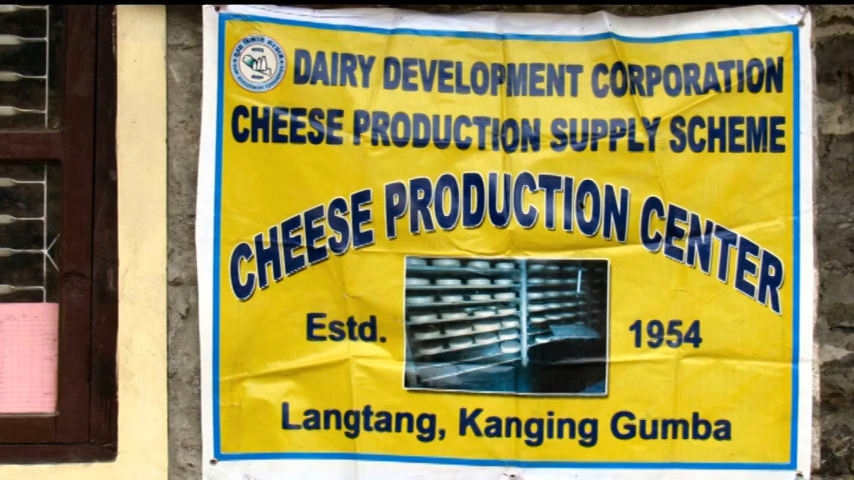 DAIRY DEVELOPMENT CORPORATION
CHEESE PRODUCTION SUPPLY SCHEME
CHEESE PRODUCTION CENTER
Estd. 1954
Langtang, Kanging Gumba